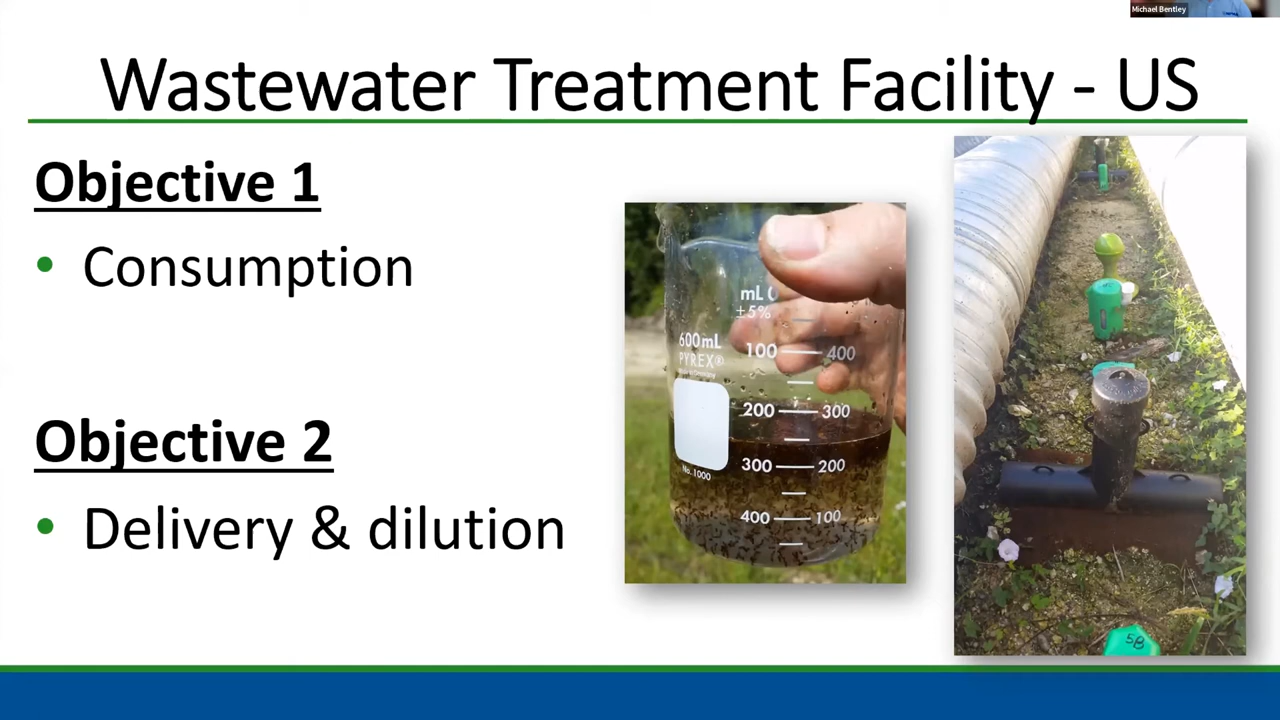 Michael Bentley
Wastewater Treatment Facility - US
Objective 1
• Consumption
Objective 2
• Delivery & dilution
mL
±5%
600mL
PYREX®
100 400
200 300
No. 1000
300 200
400 100
5B